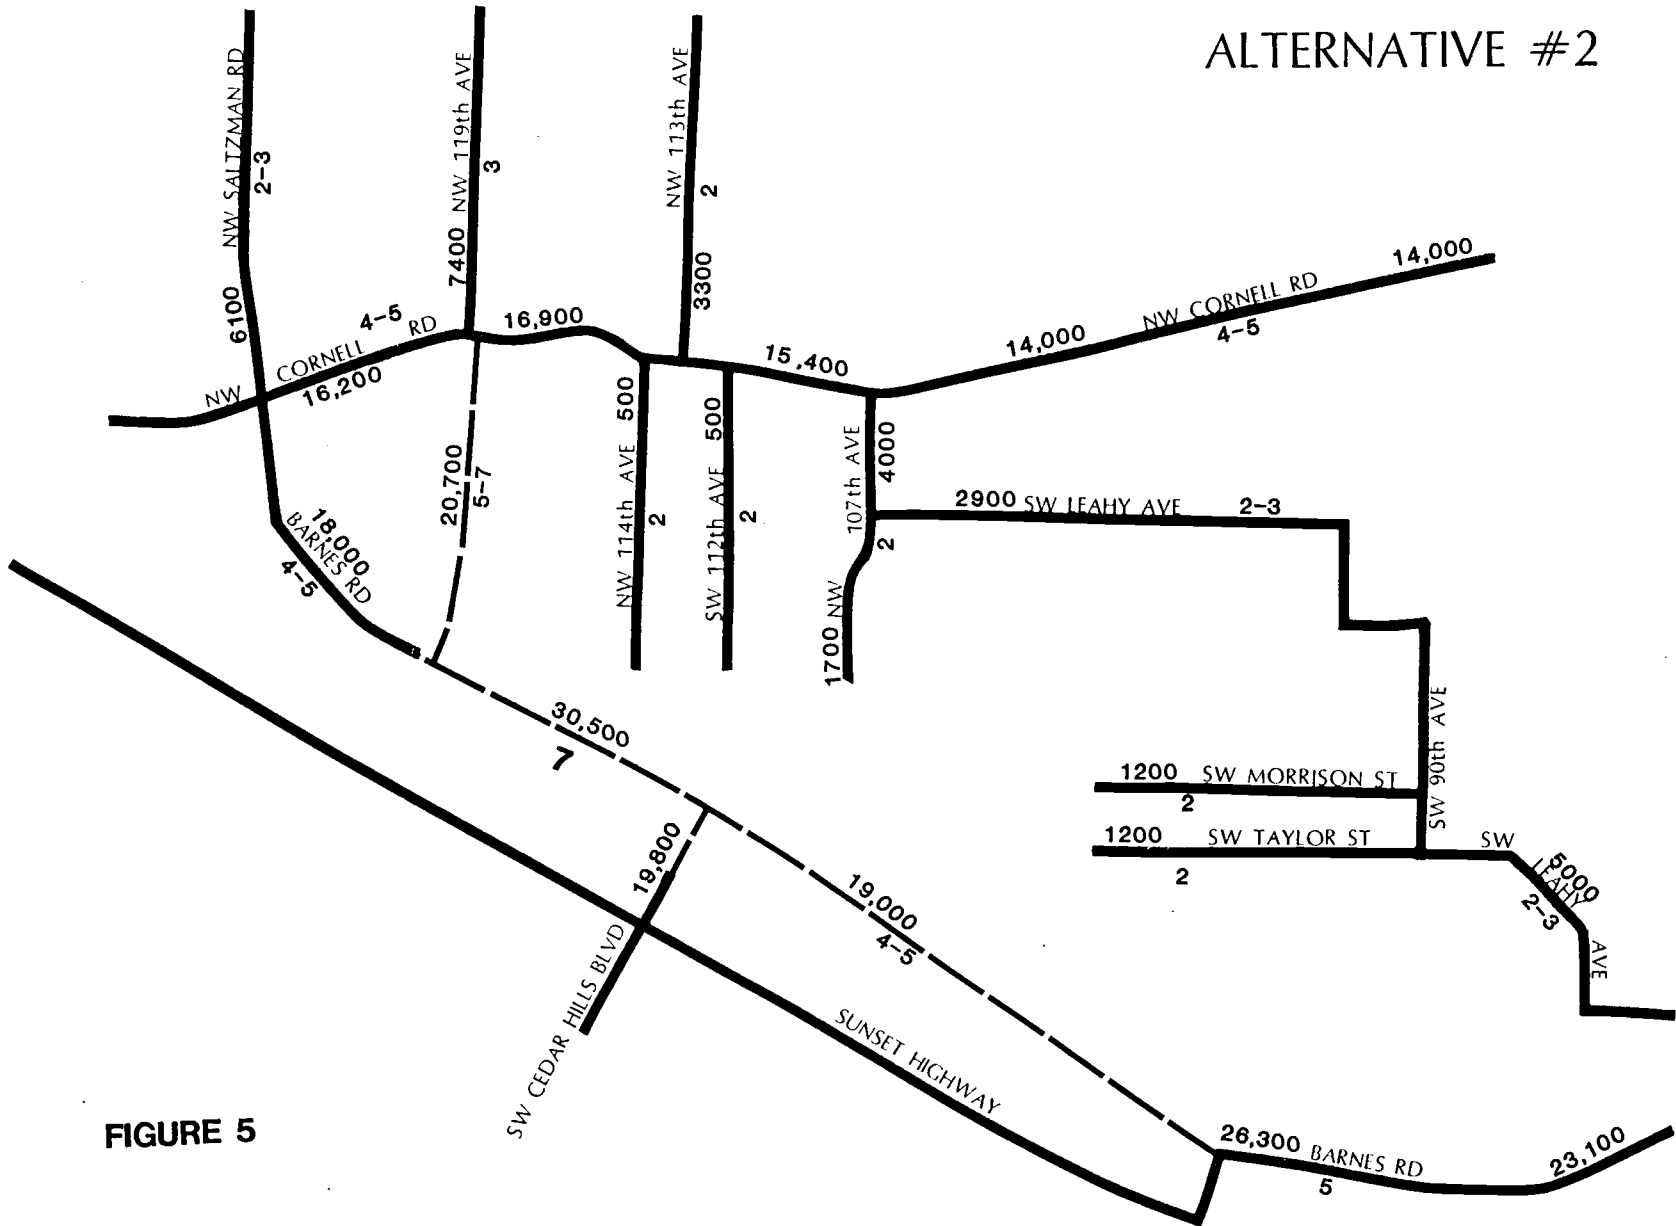 ALTERNATIVE #2
NW SALTZMAN RD
2-3
6100
NW 119th AVE
3
7400
NW 113th AVE
2
3300
NW CORNELL RD
4-5
16,200
16,900
15,400
14,000
NW CORNELL RD
4-5
14,000
20,700
5-7
18,000
BARNES RD
4-5
500
NW 114th AVE
2
500
SW 112th AVE
2
4000
NW 107th AVE
2
1700
2900 SW LEAHY AVE 2-3
30,500
7
19,800
SW CEDAR HILLS BLVD
19,000
4-5
SUNSET HIGHWAY
SW 90th AVE
1200 SW MORRISON ST
2
1200 SW TAYLOR ST
2
SW LEAHY AVE
5000
2-3
26,300 BARNES RD
5
23,100
FIGURE 5